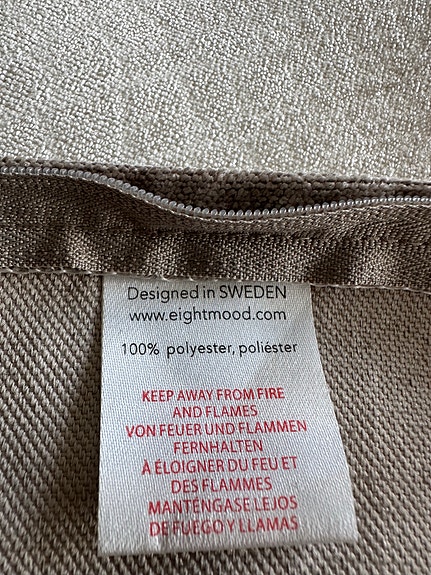 Designed in SWEDEN
www.eightmood.com
100% polyester, poliéster
KEEP AWAY FROM FIRE
AND FLAMES
VON FEUER UND FLAMMEN
FERNHALTEN
À ÉLOIGNER DU FEU ET
DES FLAMMES
MANTÉNGASE LEJOS
DE FUEGO Y LLAMAS